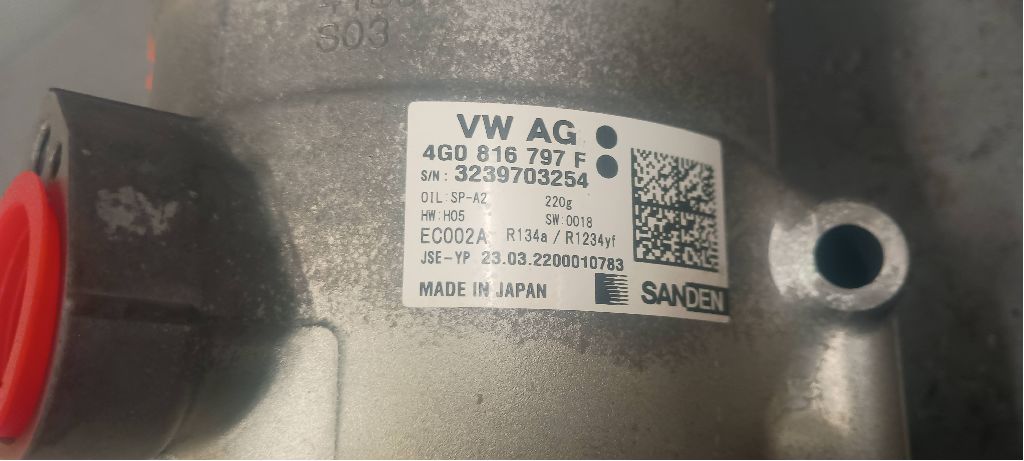 S03
VW AG
4G0 816 797 F
S/N: 3239703254
OIL:SP-A2 220g
HW:H05 SW:0018
EC002A R134a / R1234yf
JSE-YP 23.03.2200010783
MADE IN JAPAN SANDEN